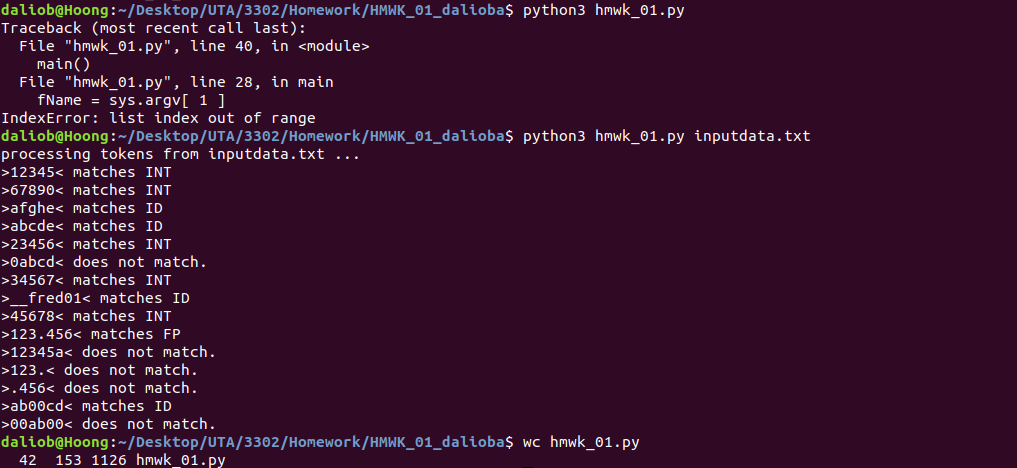 daliob@Hoong:~/Desktop/UTA/3302/Homework/HMWK_01_dalioba$ python3 hmwk_01.py
Traceback (most recent call last):
  File "hmwk_01.py", line 40, in <module>
    main()
  File "hmwk_01.py", line 28, in main
    fName = sys.argv[ 1 ]
IndexError: list index out of range
daliob@Hoong:~/Desktop/UTA/3302/Homework/HMWK_01_dalioba$ python3 hmwk_01.py inputdata.txt
processing tokens from inputdata.txt ...
>12345< matches INT
>67890< matches INT
>afghe< matches ID
>abcde< matches ID
>23456< matches INT
>0abcd< does not match.
>34567< matches INT
>__fred01< matches ID
>45678< matches INT
>123.456< matches FP
>12345a< does not match.
>123.< does not match.
>.456< does not match.
>ab00cd< matches ID
>00ab00< does not match.
daliob@Hoong:~/Desktop/UTA/3302/Homework/HMWK_01_dalioba$ wc hmwk_01.py
  42  153 1126 hmwk_01.py